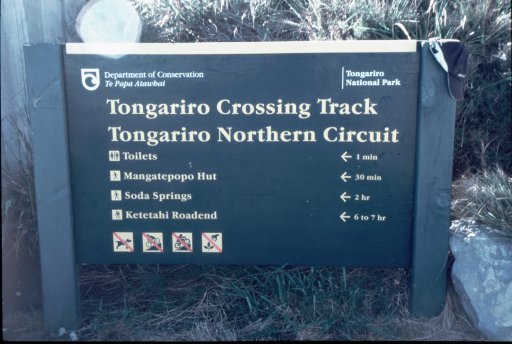 Department of Conservation
Te Papa Atawhai
Tongariro
National Park
Tongariro Crossing Track
Tongariro Northern Circuit
Toilets ← 1 min
Mangatepopo Hut ← 30 min
Soda Springs ← 2 hr
Ketetahi Roadend ← 6 to 7 hr